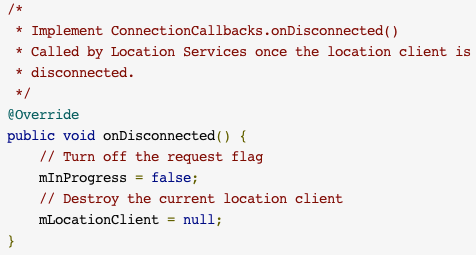 /*
 * Implement ConnectionCallbacks.onDisconnected()
 * Called by Location Services once the location client is
 * disconnected.
 */
@Override
public void onDisconnected() {
    // Turn off the request flag
    mInProgress = false;
    // Destroy the current location client
    mLocationClient = null;
}